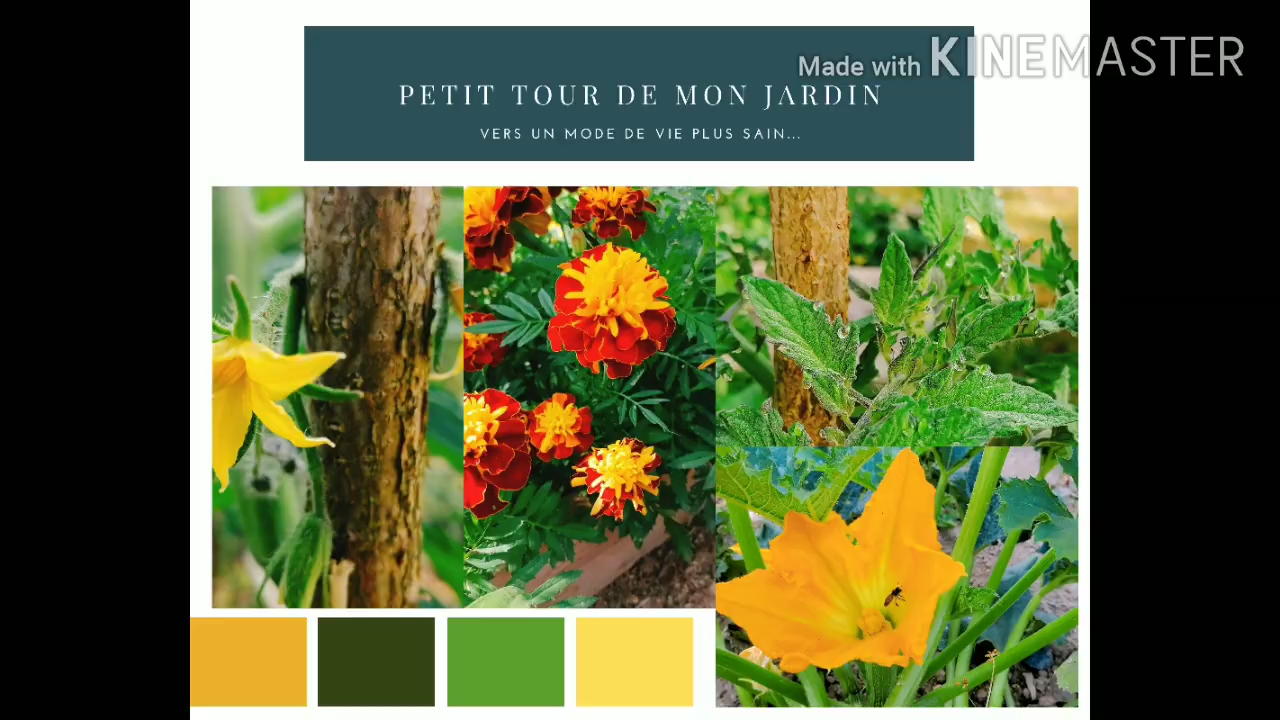 Made with KINEMASTER
PETIT TOUR DE MON JARDIN
VERS UN MODE DE VIE PLUS SAIN...